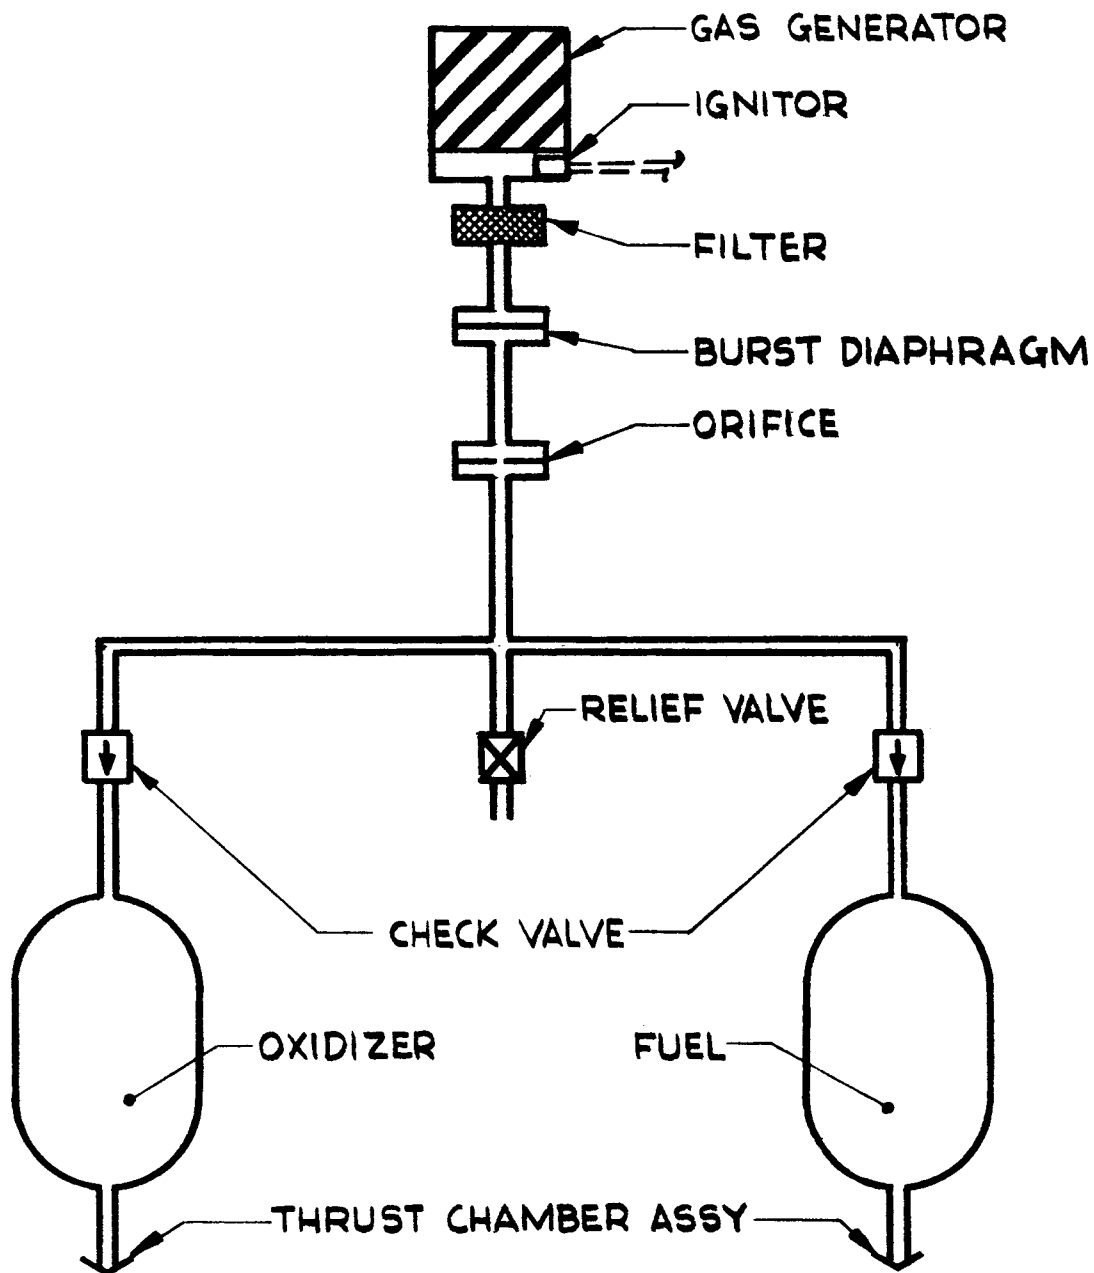 GAS GENERATOR
IGNITOR
FILTER
BURST DIAPHRAGM
ORIFICE
RELIEF VALVE
CHECK VALVE
OXIDIZER
FUEL
THRUST CHAMBER ASSY